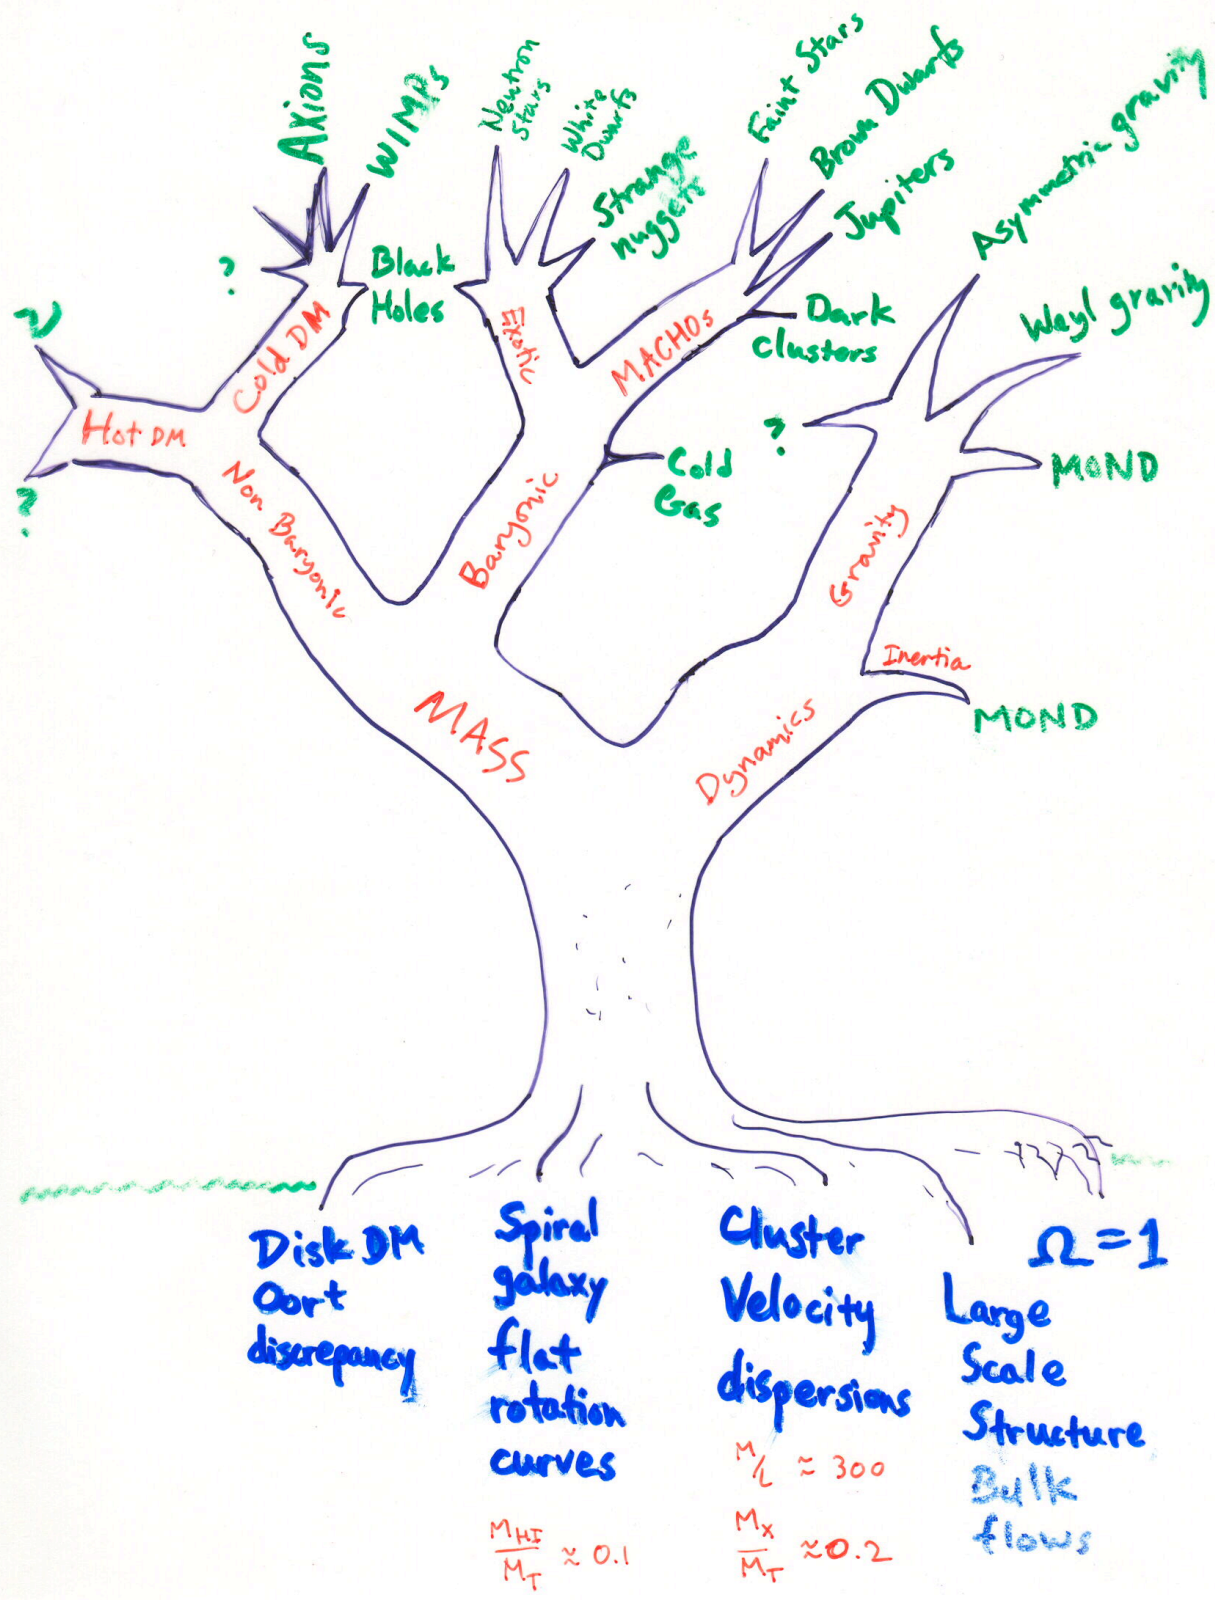 Axions
WIMPs
Neutron
Stars
White
Dwarfs
Strange
nuggets
Faint Stars
Brown Dwarfs
Jupiters
Asymmetric gravity
Weyl gravity
?
Black
Holes
Dark
clusters
ν
Cold DM
Exotic
MACHOs
Hot DM
?
?
MOND
Cold
Gas
Non Baryonic
Baryonic
Gravity
Inertia
MOND
MASS
Dynamics
Disk DM
Oort
discrepancy
Spiral
galaxy
flat
rotation
curves
M_HI/M_T ≈ 0.1
Cluster
Velocity
dispersions
M/L ≈ 300
M_X/M_T ≈ 0.2
Ω = 1
Large
Scale
Structure
Bulk
flows